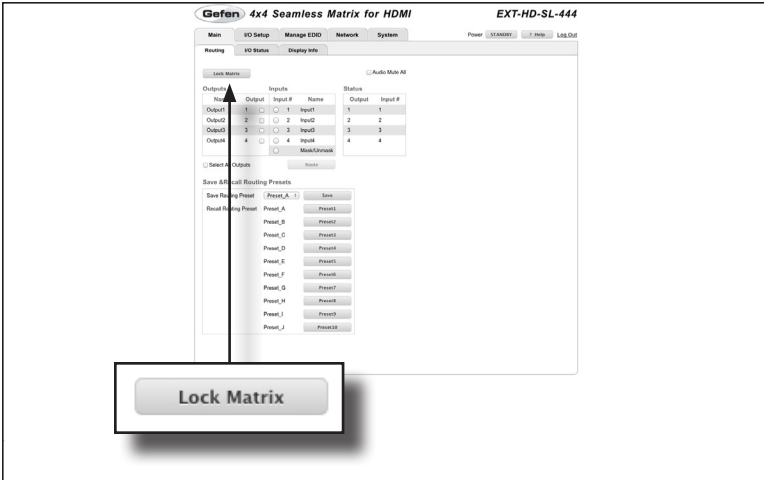 Gefen 4x4 Seamless Matrix for HDMI EXT-HD-SL-444
Main I/O Setup Manage EDID Network System Power STANDBY ? Help Log Out
Routing I/O Status Display Info
Lock Matrix Audio Mute All
Outputs Inputs Status
Name Output Input # Name Output Input #
Output1 1 1 Input1 1 1
Output2 2 2 Input2 2 2
Output3 3 3 Input3 3 3
Output4 4 4 Input4 4 4
Mask/Unmask
Select All Outputs Route
Save &Recall Routing Presets
Save Routing Preset Preset_A Save
Recall Routing Preset Preset_A Preset1
Preset_B Preset2
Preset_C Preset3
Preset_D Preset4
Preset_E Preset5
Preset_F Preset6
Preset_G Preset7
Preset_H Preset8
Preset_I Preset9
Preset_J Preset10
Lock Matrix